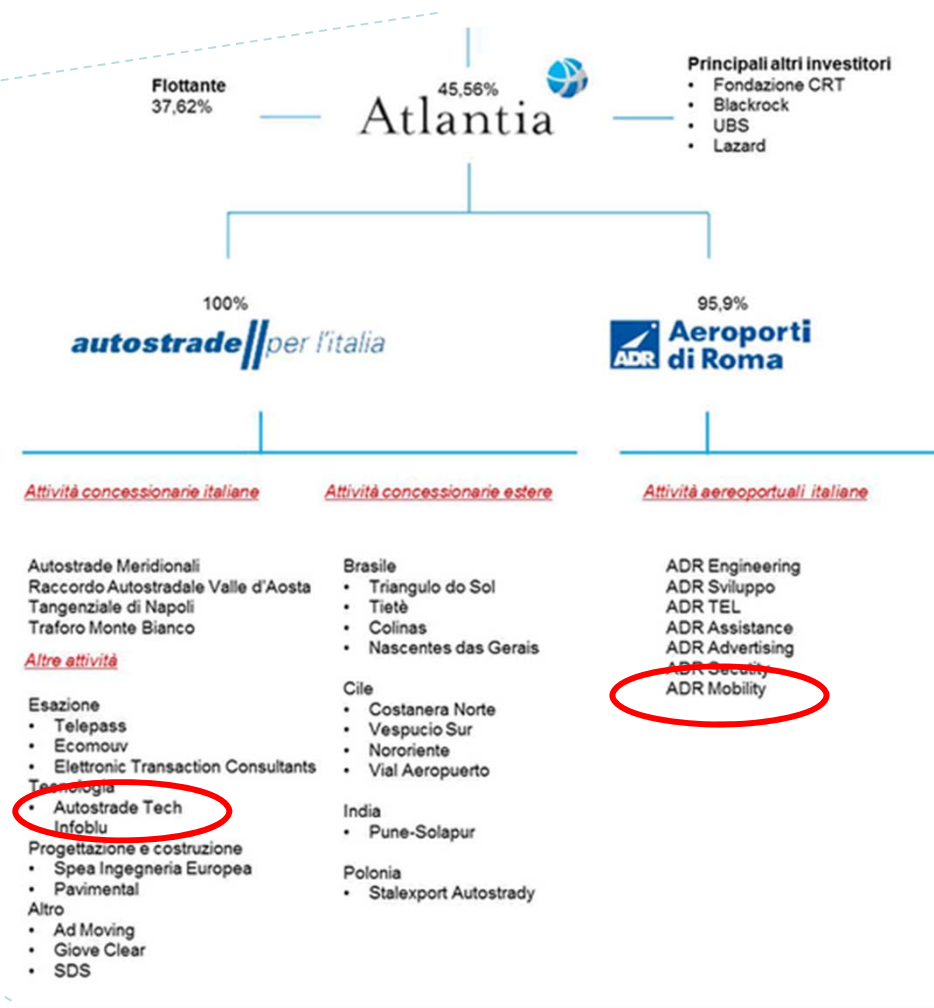 Flottante
37,62%
45,56%
Atlantia
Principali altri investitori
• Fondazione CRT
• Blackrock
• UBS
• Lazard
100%
autostrade per l'italia
95,9%
ADR
Aeroporti
di Roma
Attività concessionarie italiane
Autostrade Meridionali
Raccordo Autostradale Valle d'Aosta
Tangenziale di Napoli
Traforo Monte Bianco
Altre attività
Esazione
• Telepass
• Ecomouv
• Elettronic Transaction Consultants
Tecnologia
• Autostrade Tech
Infoblu
Progettazione e costruzione
• Spea Ingegneria Europea
• Pavimental
Altro
• Ad Moving
• Giove Clear
• SDS
Attività concessionarie estere
Brasile
• Triangulo do Sol
• Tietè
• Colinas
• Nascentes das Gerais
Cile
• Costanera Norte
• Vespucio Sur
• Nororiente
• Vial Aeropuerto
India
• Pune-Solapur
Polonia
• Stalexport Autostrady
Attività aereoportuali italiane
ADR Engineering
ADR Sviluppo
ADR TEL
ADR Assistance
ADR Advertising
ADR Secutity
ADR Mobility